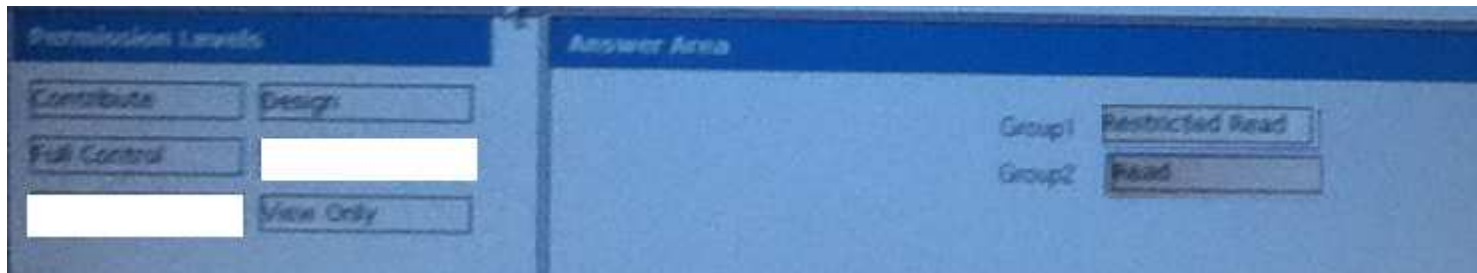 Permission Levels
Contribute
Design
Full Control
View Only
Answer Area
Group1
Restricted Read
Group2
Read